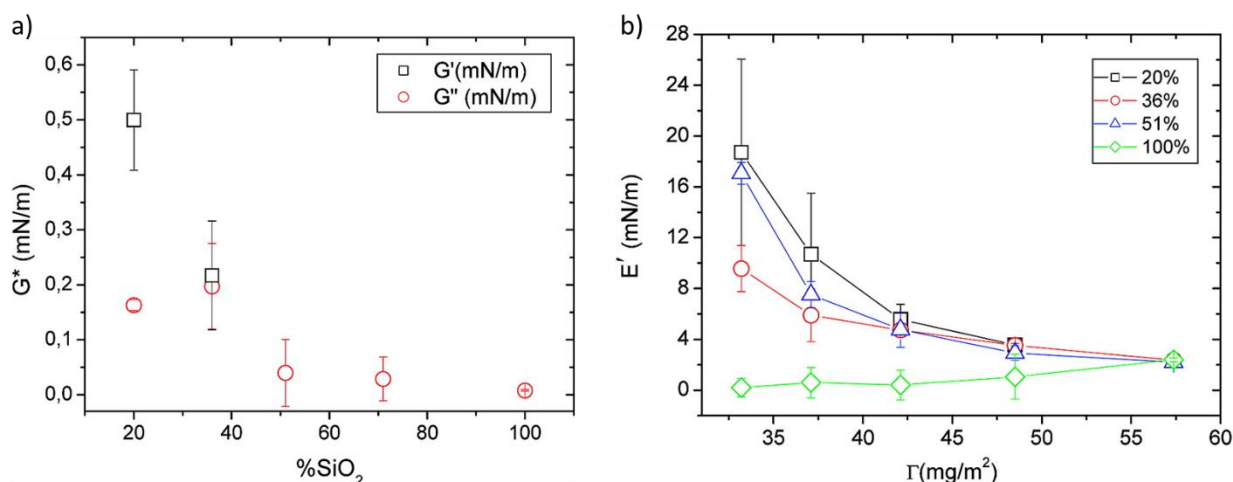 a)
G* (mN/m)
0,6
0,5
0,4
0,3
0,2
0,1
0,0
G'(mN/m)
G" (mN/m)
20 40 60 80 100
%SiO₂
b)
E′ (mN/m)
28
24
20
16
12
8
4
0
20%
36%
51%
100%
35 40 45 50 55 60
Γ(mg/m²)